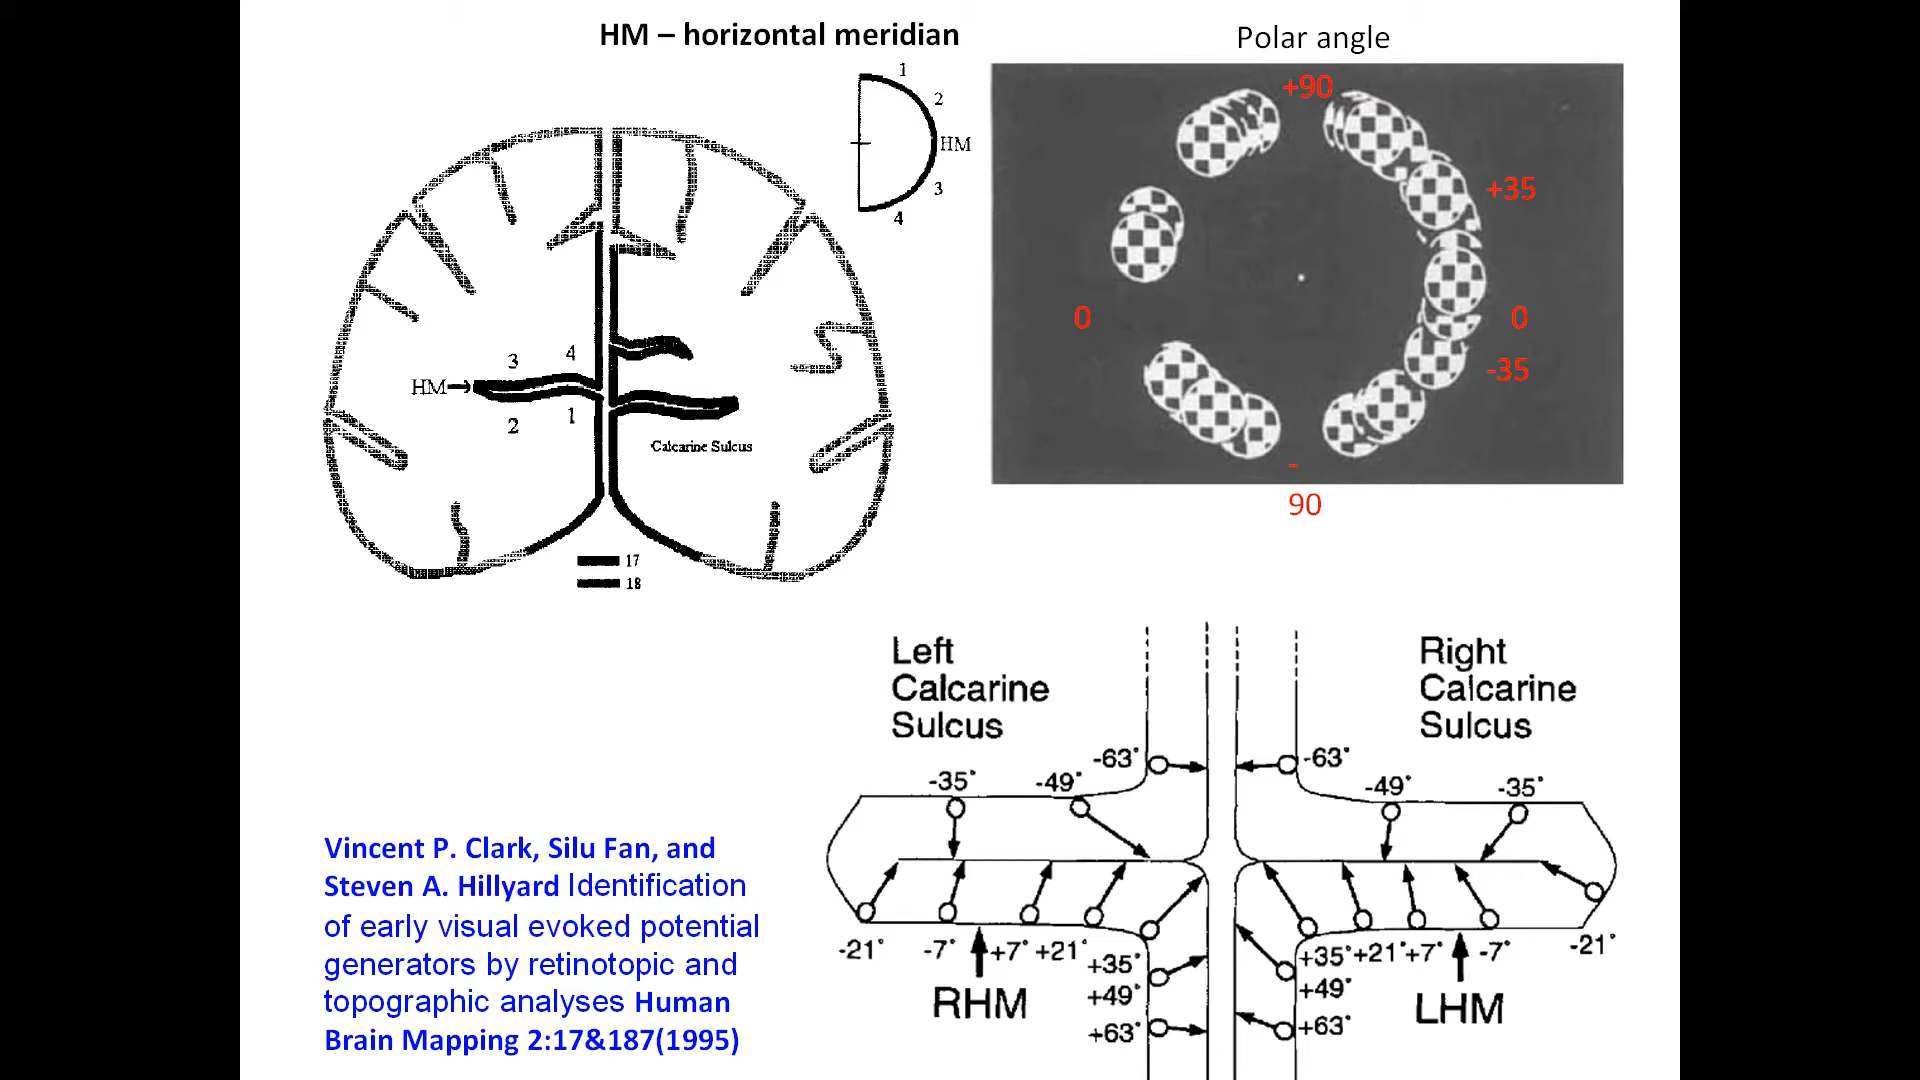 HM – horizontal meridian
1
2
HM
3
4
3
4
HM
2
1
Calcarine Sulcus
17
18
Polar angle
+90
+35
0
0
-35
-
90
Left
Calcarine
Sulcus
Right
Calcarine
Sulcus
-63°
-63°
-35°
-49°
-49°
-35°
-21°
-7°
+7°
+21°
+35°
+49°
+63°
+35°
+21°
+7°
-7°
-21°
+49°
+63°
RHM
LHM
Vincent P. Clark, Silu Fan, and
Steven A. Hillyard Identification
of early visual evoked potential
generators by retinotopic and
topographic analyses Human
Brain Mapping 2:17&187(1995)